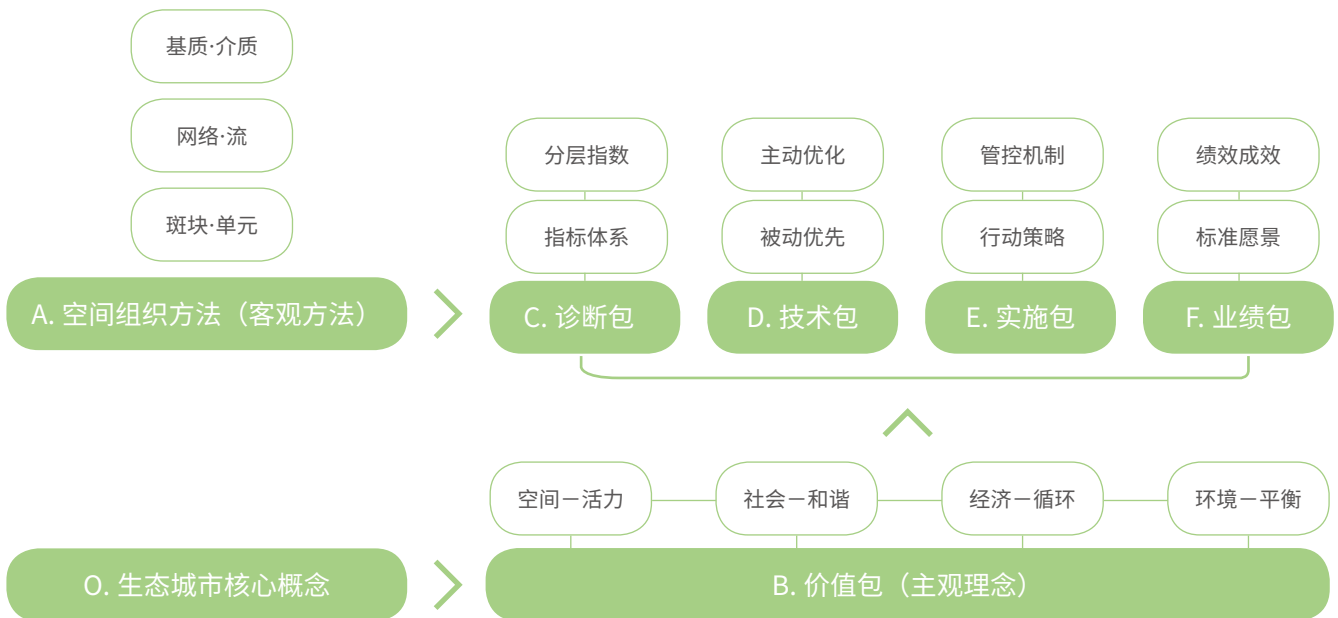 基质·介质
网络·流
斑块·单元
A. 空间组织方法（客观方法）
分层指数
主动优化
管控机制
绩效成效
指标体系
被动优先
行动策略
标准愿景
C. 诊断包
D. 技术包
E. 实施包
F. 业绩包
空间－活力
社会－和谐
经济－循环
环境－平衡
O. 生态城市核心概念
B. 价值包（主观理念）